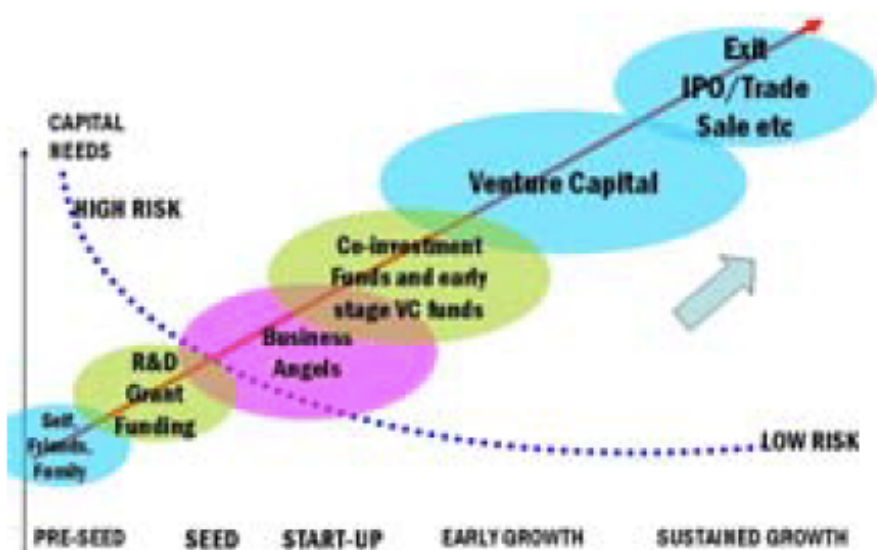 Exit
IPO/Trade
Sale etc
CAPITAL
NEEDS
Venture Capital
HIGH RISK
Co-investment
Funds and early
stage VC funds
Business
Angels
R&D
Grant
Funding
Self,
Friends,
Family
LOW RISK
PRE-SEED SEED START-UP EARLY GROWTH SUSTAINED GROWTH